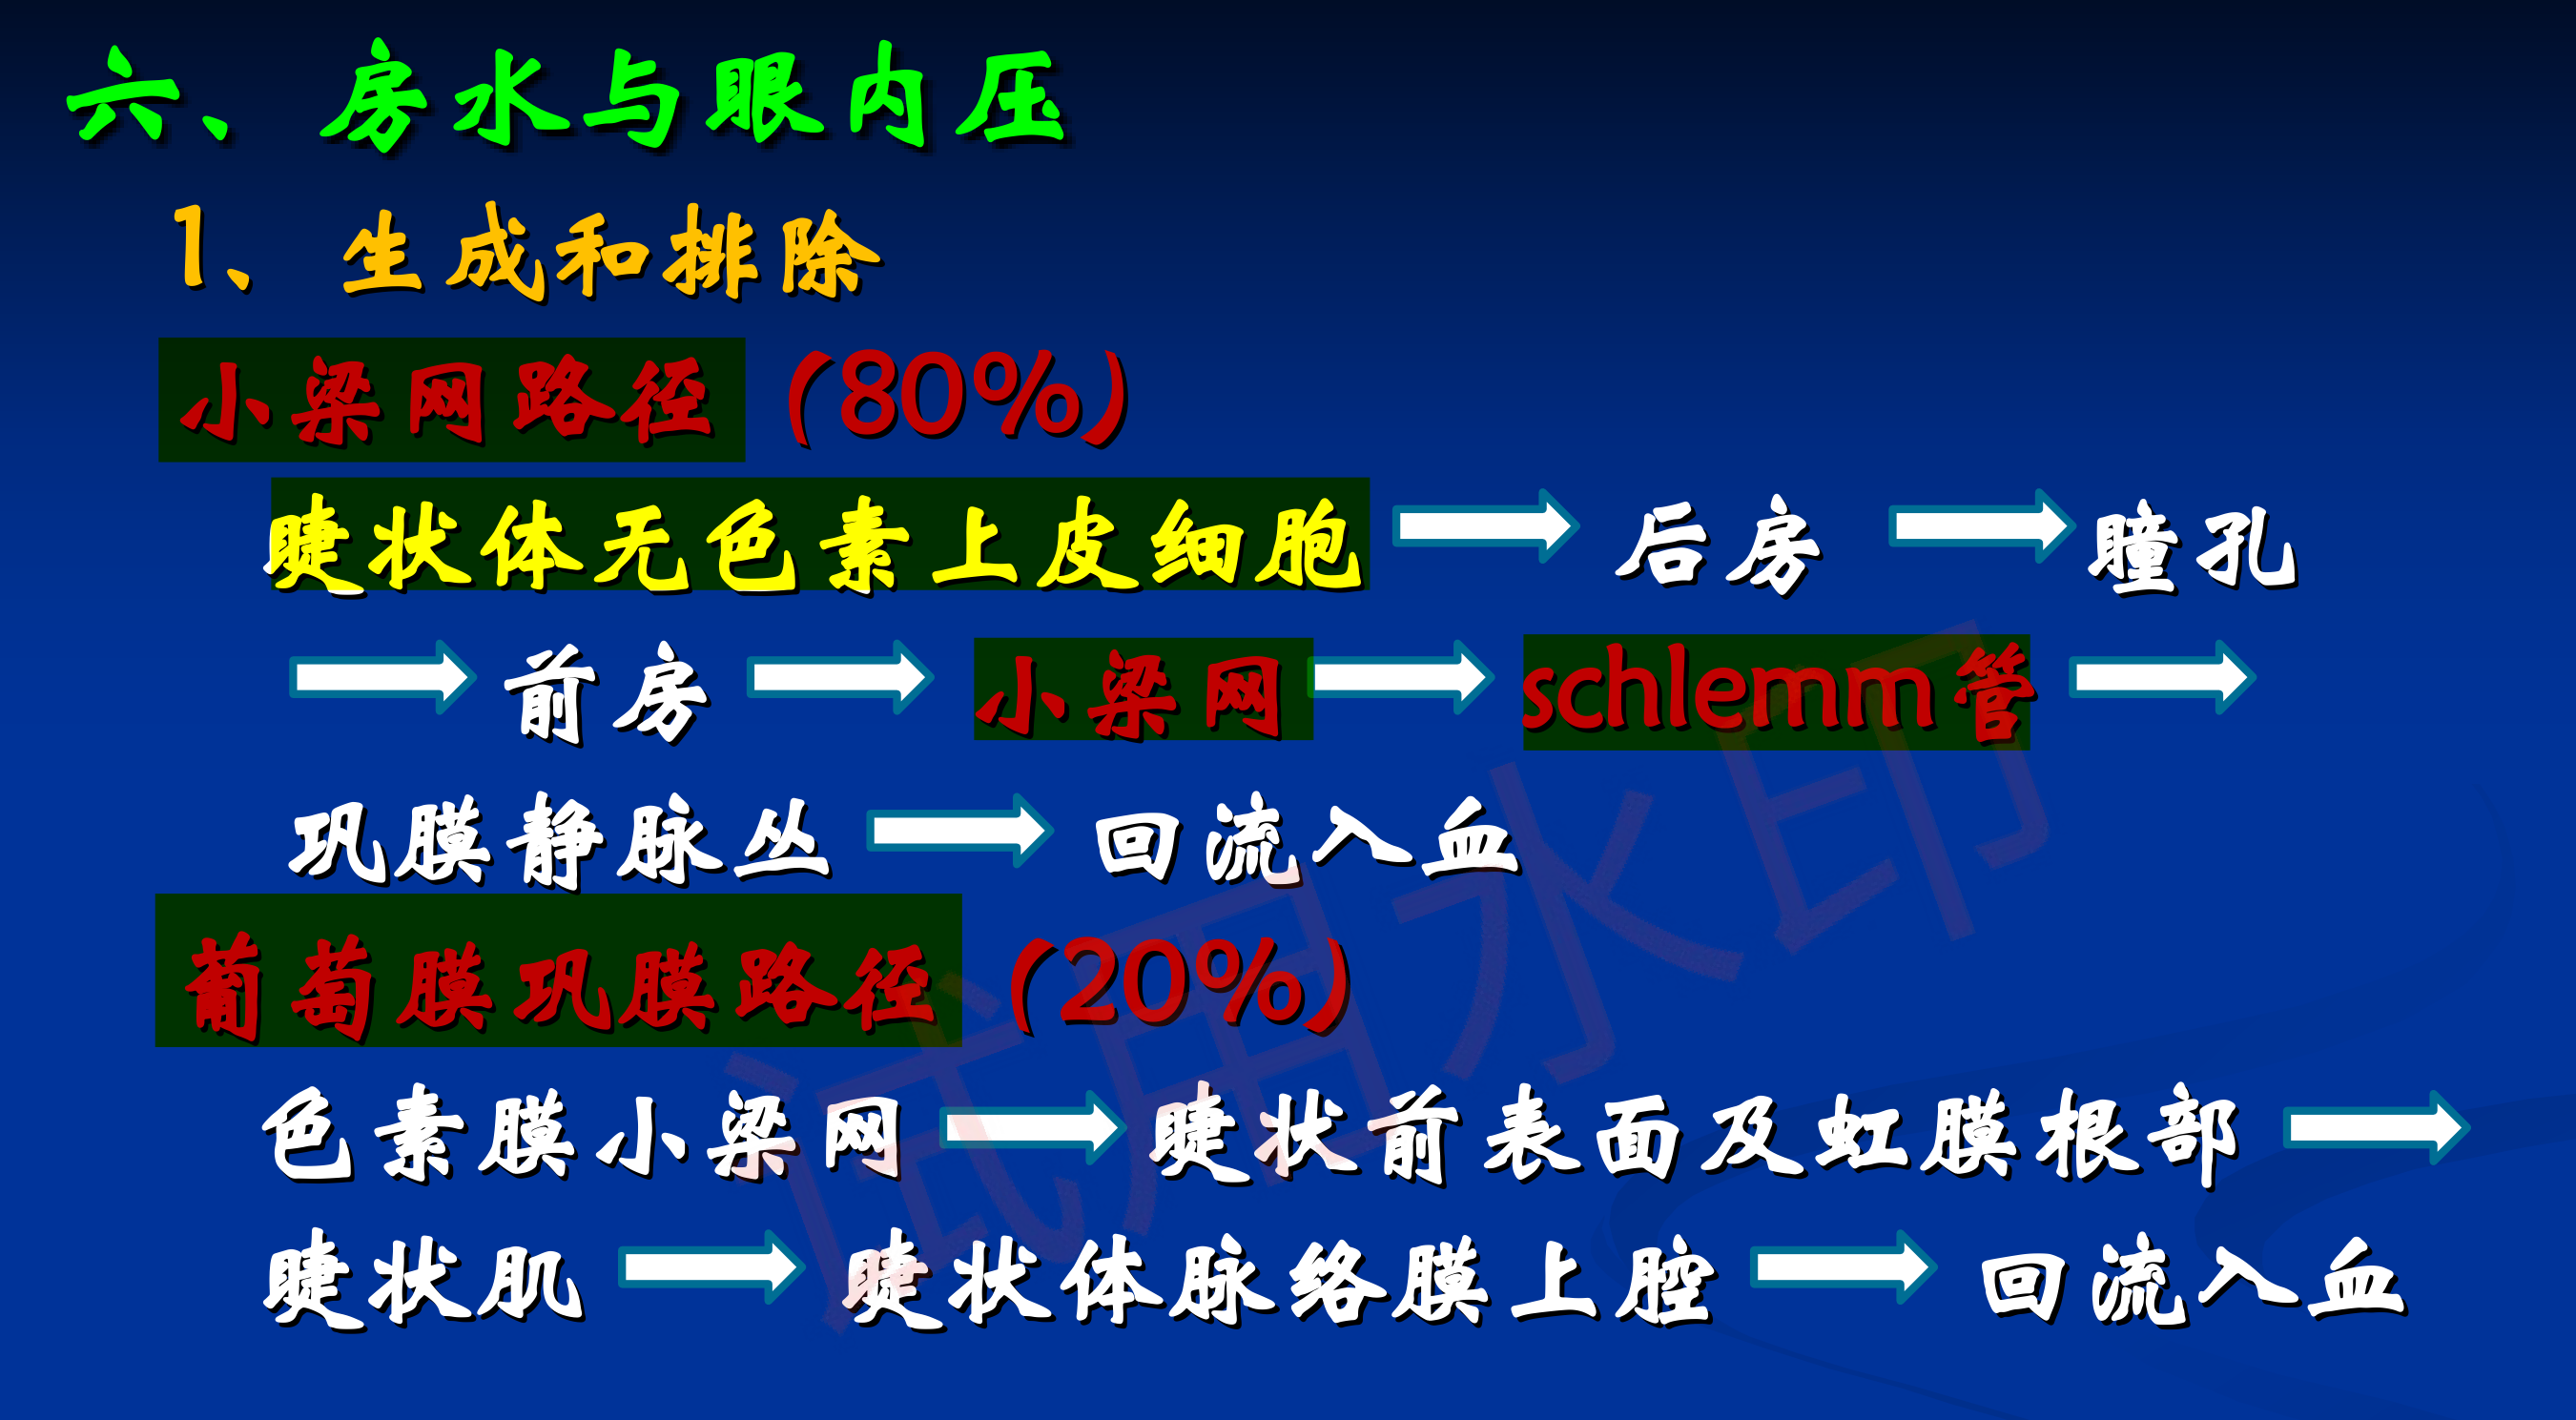 六、房水与眼内压
1、生成和排除
小梁网路径（80%）
睫状体无色素上皮细胞 后房 瞳孔
前房 小梁网 schlemm管
巩膜静脉丛 回流入血
葡萄膜巩膜路径（20%）
色素膜小梁网 睫状前表面及虹膜根部
睫状肌 睫状体脉络膜上腔 回流入血
试用水印